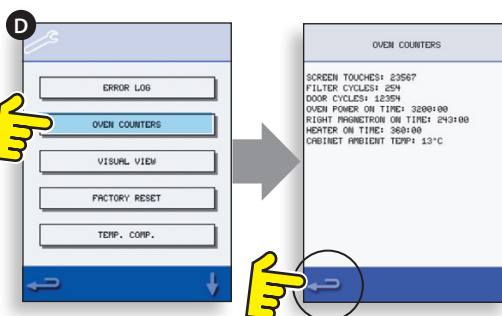 D
ERROR LOG
OVEN COUNTERS
VISUAL VIEW
FACTORY RESET
TEMP. COMP.
OVEN COUNTERS
SCREEN TOUCHES: 23567
FILTER CYCLES: 254
DOOR CYCLES: 12354
OVEN POWER ON TIME: 3200:00
RIGHT MAGNETRON ON TIME: 243:00
HEATER ON TIME: 360:00
CABINET AMBIENT TEMP: 13°C